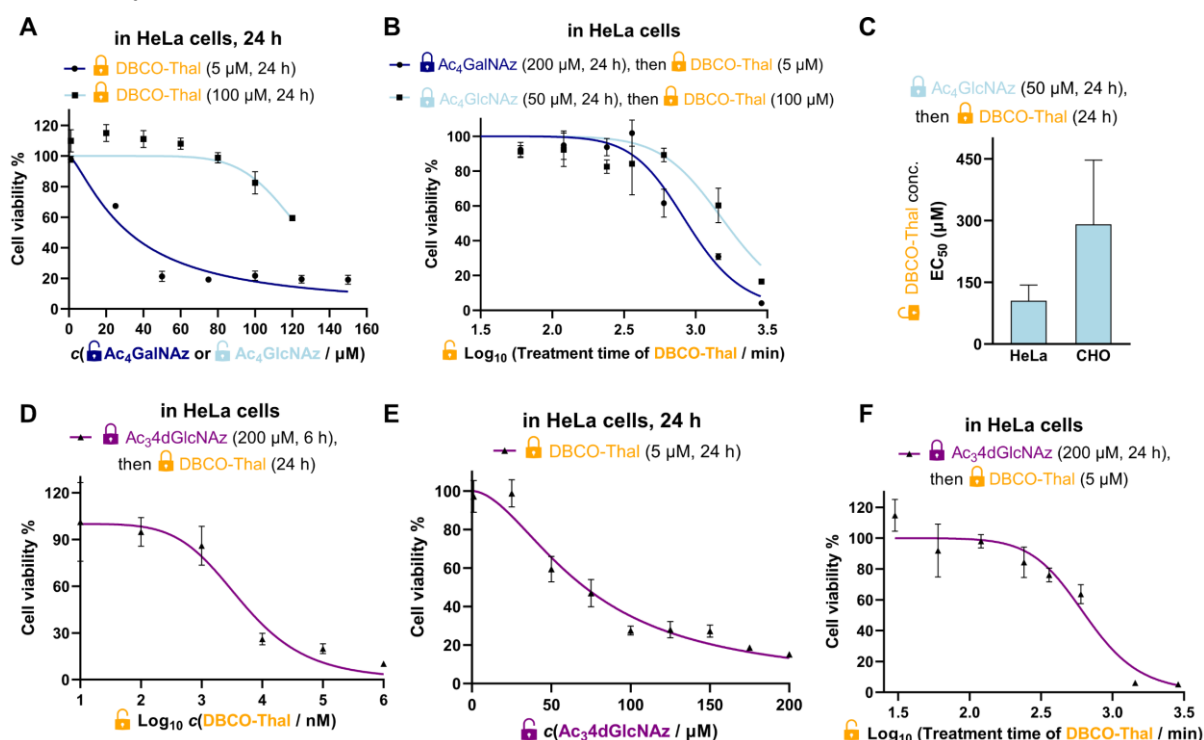 A
in HeLa cells, 24 h
DBCO-Thal (5 µM, 24 h)
DBCO-Thal (100 µM, 24 h)
Cell viability %
120
100
80
60
40
20
0
0 20 40 60 80 100 120 140 160
c(Ac₄GalNAz or Ac₄GlcNAz / µM)
B
in HeLa cells
Ac₄GalNAz (200 µM, 24 h), then DBCO-Thal (5 µM)
Ac₄GlcNAz (50 µM, 24 h), then DBCO-Thal (100 µM)
Cell viability %
120
100
80
60
40
20
0
1.5 2.0 2.5 3.0 3.5
Log₁₀ (Treatment time of DBCO-Thal / min)
C
Ac₄GlcNAz (50 µM, 24 h),
then DBCO-Thal (24 h)
DBCO-Thal conc.
EC₅₀ (µM)
450
300
150
0
HeLa CHO
D
in HeLa cells
Ac₃4dGlcNAz (200 µM, 6 h),
then DBCO-Thal (24 h)
Cell viability %
120
90
60
30
0
1 2 3 4 5 6
Log₁₀ c(DBCO-Thal / nM)
E
in HeLa cells, 24 h
DBCO-Thal (5 µM, 24 h)
Cell viability %
120
100
80
60
40
20
0
0 50 100 150 200
c(Ac₃4dGlcNAz / µM)
F
in HeLa cells
Ac₃4dGlcNAz (200 µM, 24 h),
then DBCO-Thal (5 µM)
Cell viability %
120
100
80
60
40
20
0
1.5 2.0 2.5 3.0 3.5
Log₁₀ (Treatment time of DBCO-Thal / min)